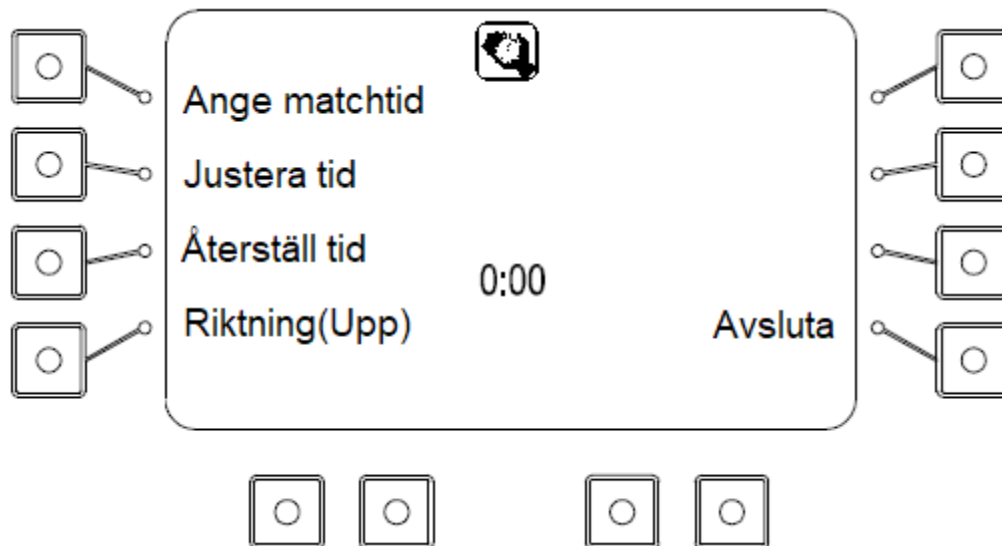 Ange matchtid
Justera tid
Återställ tid
0:00
Riktning(Upp)
Avsluta